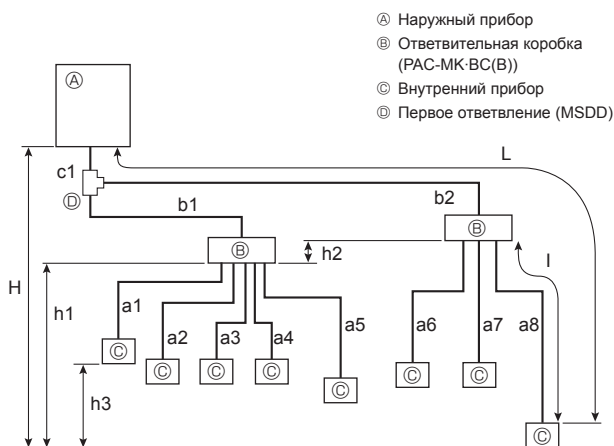 Ⓐ Наружный прибор
Ⓑ Ответвительная коробка
(PAC-MK·BC(B))
Ⓒ Внутренний прибор
Ⓓ Первое ответвление (MSDD)
Ⓐ
L
c1
Ⓓ
b1
b2
Ⓑ
Ⓑ
h2
l
H
h1
a1
a2
a3
a4
a5
a6
a7
a8
Ⓒ
Ⓒ
Ⓒ
Ⓒ
Ⓒ
Ⓒ
Ⓒ
h3
Ⓒ